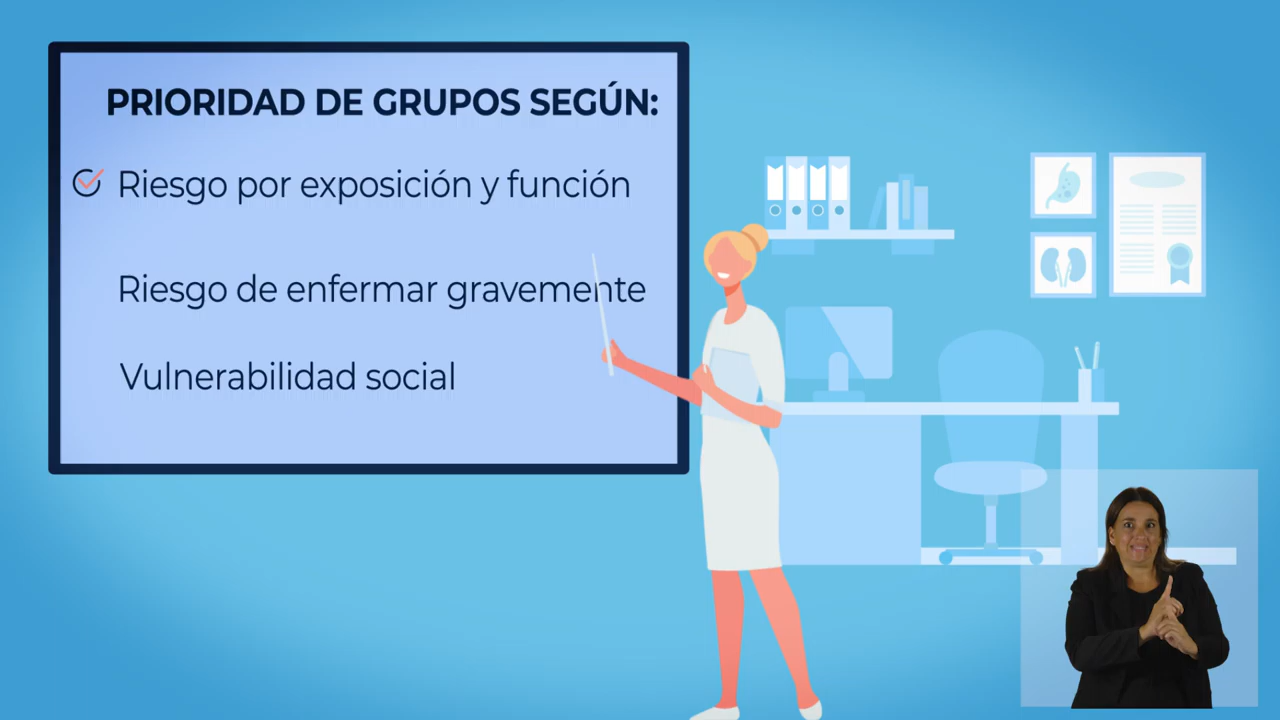 PRIORIDAD DE GRUPOS SEGÚN:
Riesgo por exposición y función
Riesgo de enfermar gravemente
Vulnerabilidad social